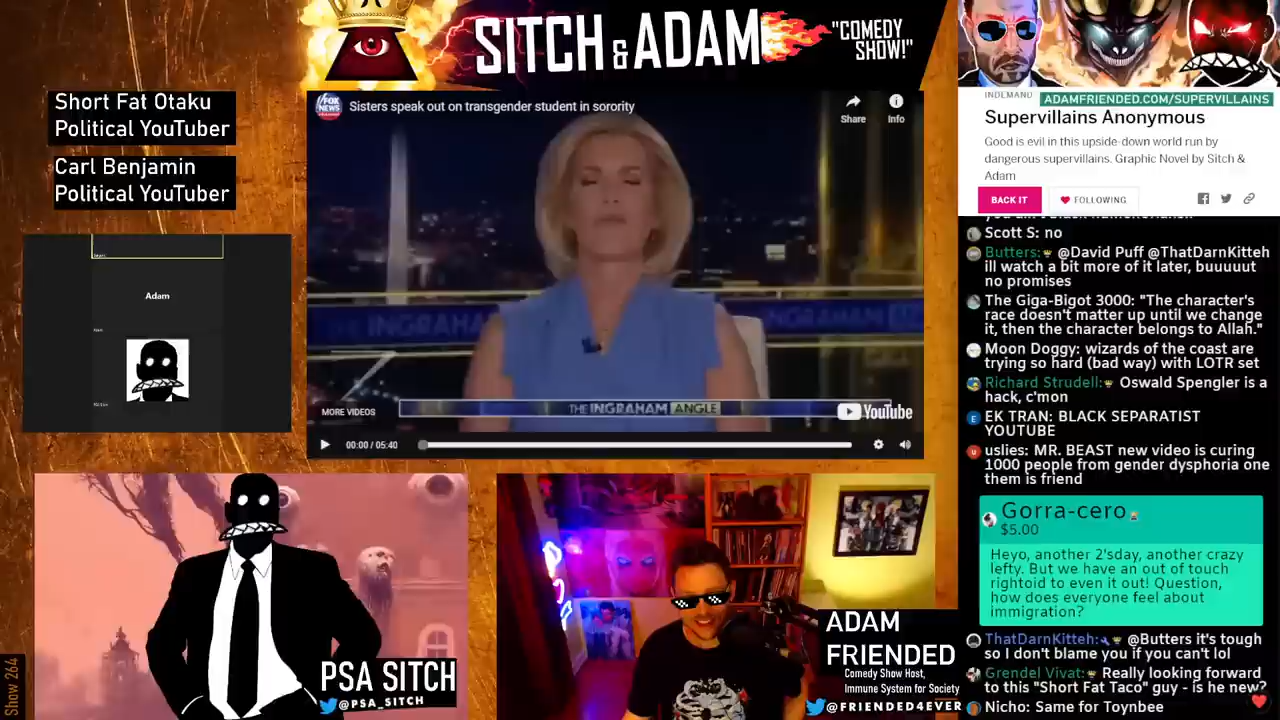 SITCH & ADAM
"COMEDY
SHOW!"
Short Fat Otaku
Political YouTuber
Carl Benjamin
Political YouTuber
Adam
FOX
NEWS
Sisters speak out on transgender student in sorority
Share
Info
THE INGRAHAM
MORE VIDEOS
THE INGRAHAM ANGLE
YouTube
00:00 / 05:40
INDEMAND
ADAMFRIENDED.COM/SUPERVILLAINS
Supervillains Anonymous
Good is evil in this upside-down world run by
dangerous supervillains. Graphic Novel by Sitch &
Adam
BACK IT
FOLLOWING
Scott S: no
Butters: @David Puff @ThatDarnKitteh
ill watch a bit more of it later, buuuuut
no promises
The Giga-Bigot 3000: "The character's
race doesn't matter up until we change
it, then the character belongs to Allah."
Moon Doggy: wizards of the coast are
trying so hard (bad way) with LOTR set
Richard Strudell: Oswald Spengler is a
hack, c'mon
E
EK TRAN: BLACK SEPARATIST
YOUTUBE
u
uslies: MR. BEAST new video is curing
1000 people from gender dysphoria one
them is friend
Gorra-cero
$5.00
Heyo, another 2'sday, another crazy
lefty. But we have an out of touch
rightoid to even it out! Question,
how does everyone feel about
immigration?
ThatDarnKitteh: @Butters it's tough
so I don't blame you if you can't lol
Grendel Vivat: Really looking forward
to this "Short Fat Taco" guy - is he new?
Nicho: Same for Toynbee
Show 264
PSA SITCH
@PSA_SITCH
ADAM
FRIENDED
Comedy Show Host,
Immune System for Society
@FRIENDED4EVER